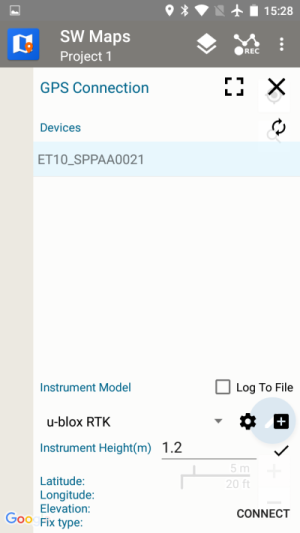 15:28
SW Maps
Project 1
REC
GPS Connection
Devices
ET10_SPPAA0021
Instrument Model
Log To File
u-blox RTK
Instrument Height(m) 1.2
5 m
20 ft
Latitude:
Longitude:
Elevation:
Goo
Fix type:
CONNECT